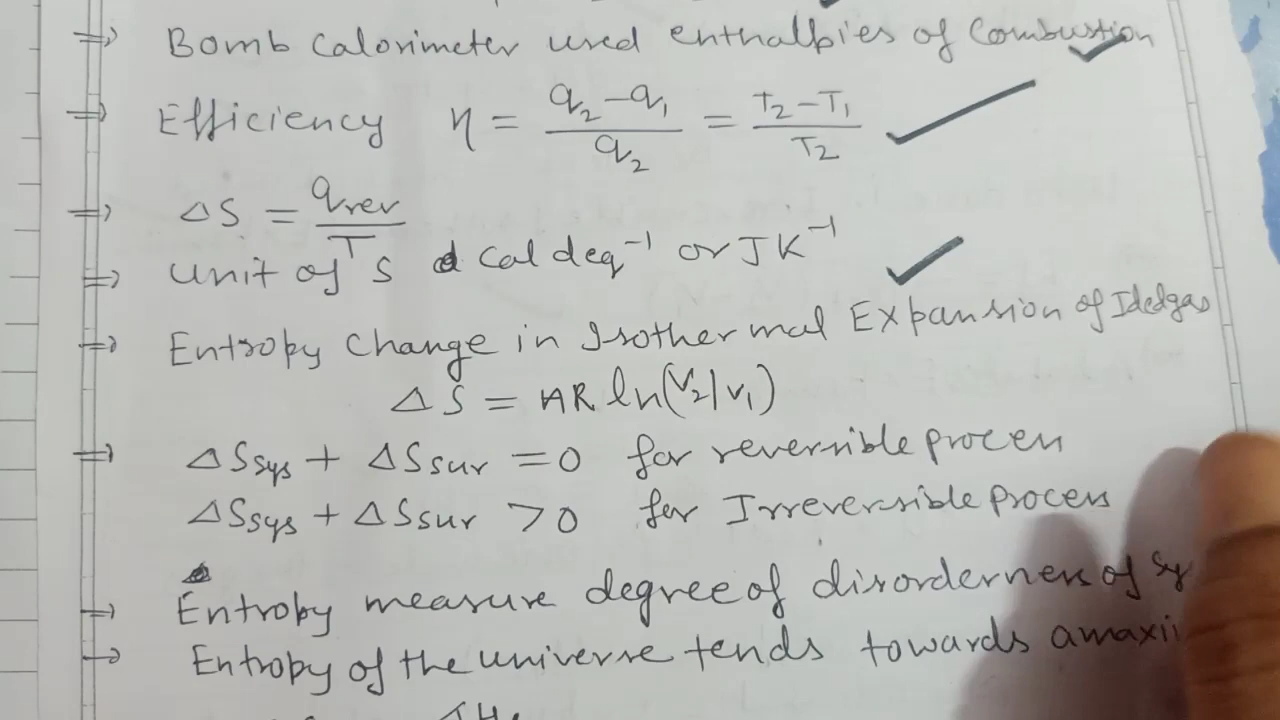 ⇒ Bomb Calorimeter used enthalpies of Combustion
⇒ Efficiency η = (q₂ - q₁)/q₂ = (T₂ - T₁)/T₂
⇒ ΔS = qrev/T
⇒ Unit of S Cal deg⁻¹ or JK⁻¹
⇒ Entropy Change in Isothermal Expansion of Idealgas
ΔS = nR ln(V₂/V₁)
⇒ ΔSsys + ΔSsur = 0 for reversible process
ΔSsys + ΔSsur > 0 for Irreversible process
⇒ Entropy measure degree of disorderness of Sy
⇒ Entropy of the universe tends towards a maxi